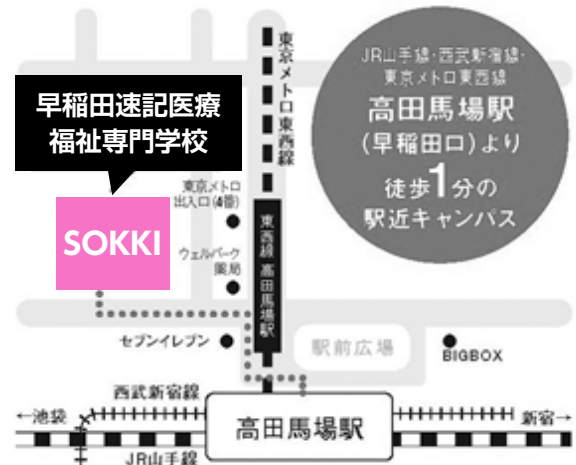 東京メトロ東西線
JR山手線・西武新宿線・
東京メトロ東西線
高田馬場駅
(早稲田口)より
徒歩1分の
駅近キャンパス
早稲田速記医療
福祉専門学校
東京メトロ
出入口(4番)
SOKKI
ウェルパーク
薬局
東西線 高田馬場駅
セブンイレブン
駅前広場
BIGBOX
西武新宿線
←池袋
高田馬場駅
新宿→
JR山手線